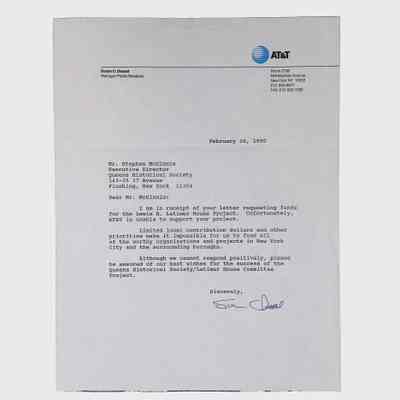 AT&T
Manager Public Relations
February 26, 1990
Mr. Stephen McGinnis
Executive Director
Queens Historical Society
143-35 37 Avenue
Flushing, New York 11354
Dear Mr. McGinnis:
I am in receipt of your letter requesting funds
for the Lewis H. Latimer House Project. Unfortunately,
AT&T is unable to support your project.
Limited local contribution dollars and other
priorities make it impossible for us to fund all
of the worthy organizations and projects in New York
City and the surrounding boroughs.
Although we cannot respond positively, please
be assured of our best wishes for the success of the
Queens Historical Society/Latimer House Committee
Project.
Sincerely,